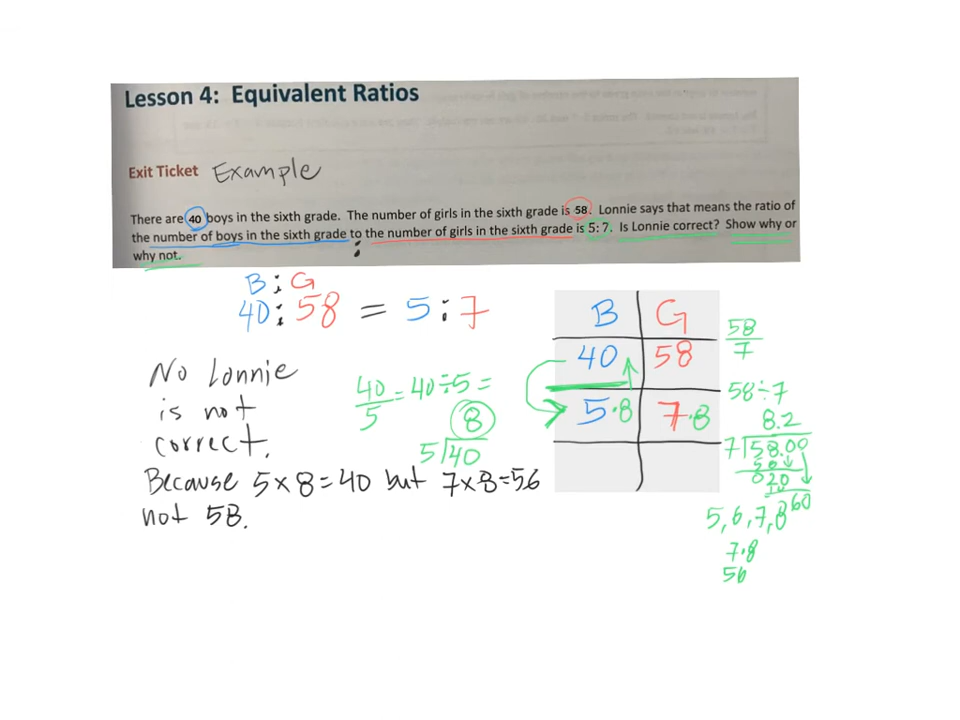 Lesson 4: Equivalent Ratios
Exit Ticket Example
There are 40 boys in the sixth grade. The number of girls in the sixth grade is 58. Lonnie says that means the ratio of
the number of boys in the sixth grade to the number of girls in the sixth grade is 5:7. Is Lonnie correct? Show why or
why not.
:
B : G
40 : 58 = 5 : 7
B G
40 58
5·8 7·8
No Lonnie
is not
correct.
Because 5×8=40 but 7×8=56
not 58.
40/5 = 40÷5 =
8
5)40
58/7
58÷7
8.2
7)58.00
020
60
5,6,7,8
7·8
56